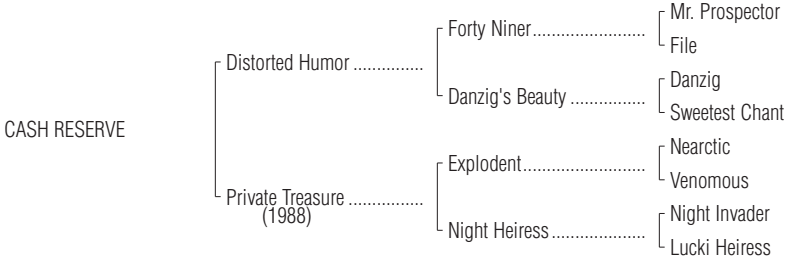 Mr. Prospector
Forty Niner........................
File
Distorted Humor ...............
Danzig
Danzig's Beauty ................
Sweetest Chant
CASH RESERVE
Nearctic
Explodent..........................
Venomous
Private Treasure ................
(1988)
Night Invader
Night Heiress....................
Lucki Heiress